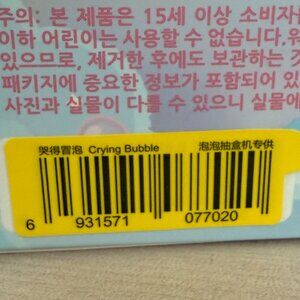 주의: 본 제품은 15세 이상 소비자
이하 어린이는 사용할 수 없습니다.
있으므로, 제거한 후에도 보관하는 것
패키지에 중요한 정보가 포함되어 있
사진과 실물이 다를 수 있으니 실물에
哭得冒泡 Crying Bubble 泡泡抽盒机专供
6 931571 077020